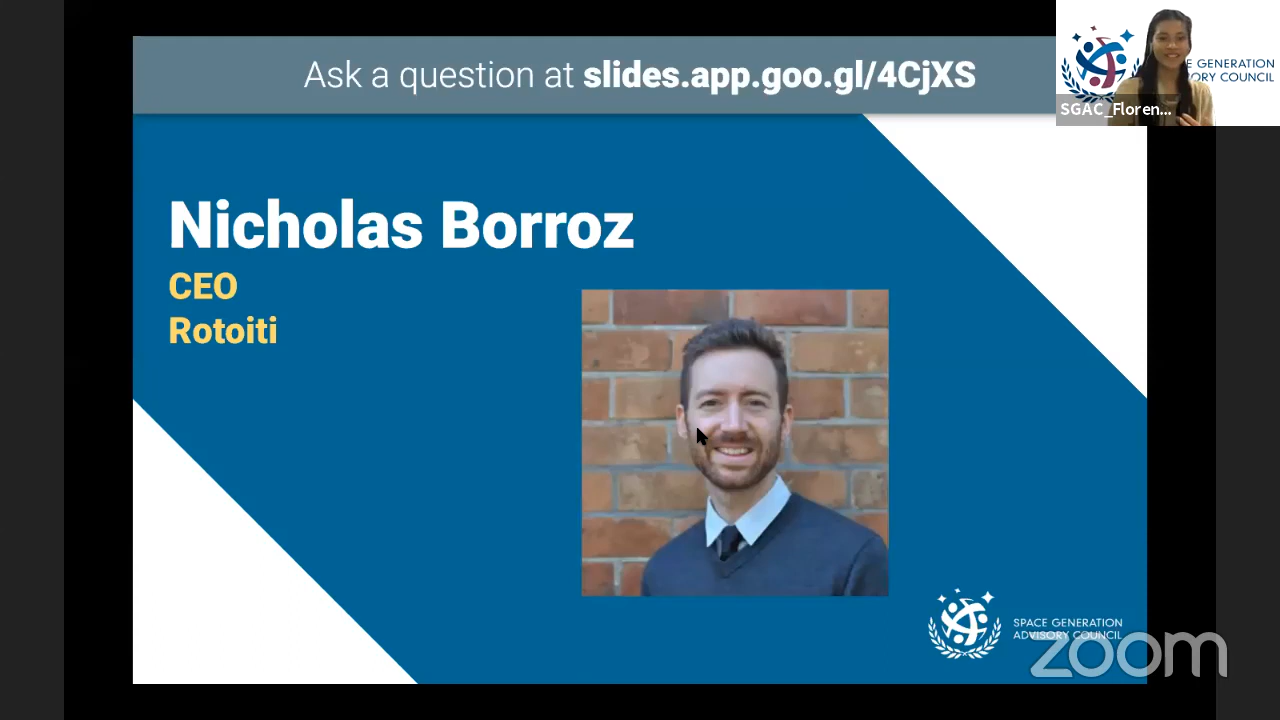 Ask a question at slides.app.goo.gl/4CjXS
E GENERATION
ORY COUNCIL
SGAC_Floren...
Nicholas Borroz
CEO
Rotoiti
SPACE GENERATION
ADVISORY COUNCIL
zoom